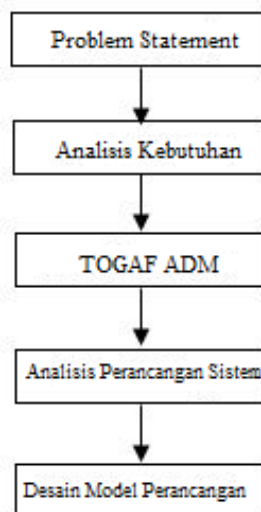 Problem Statement
Analisis Kebutuhan
TOGAF ADM
Analisis Perancangan Sistem
Desain Model Perancangan